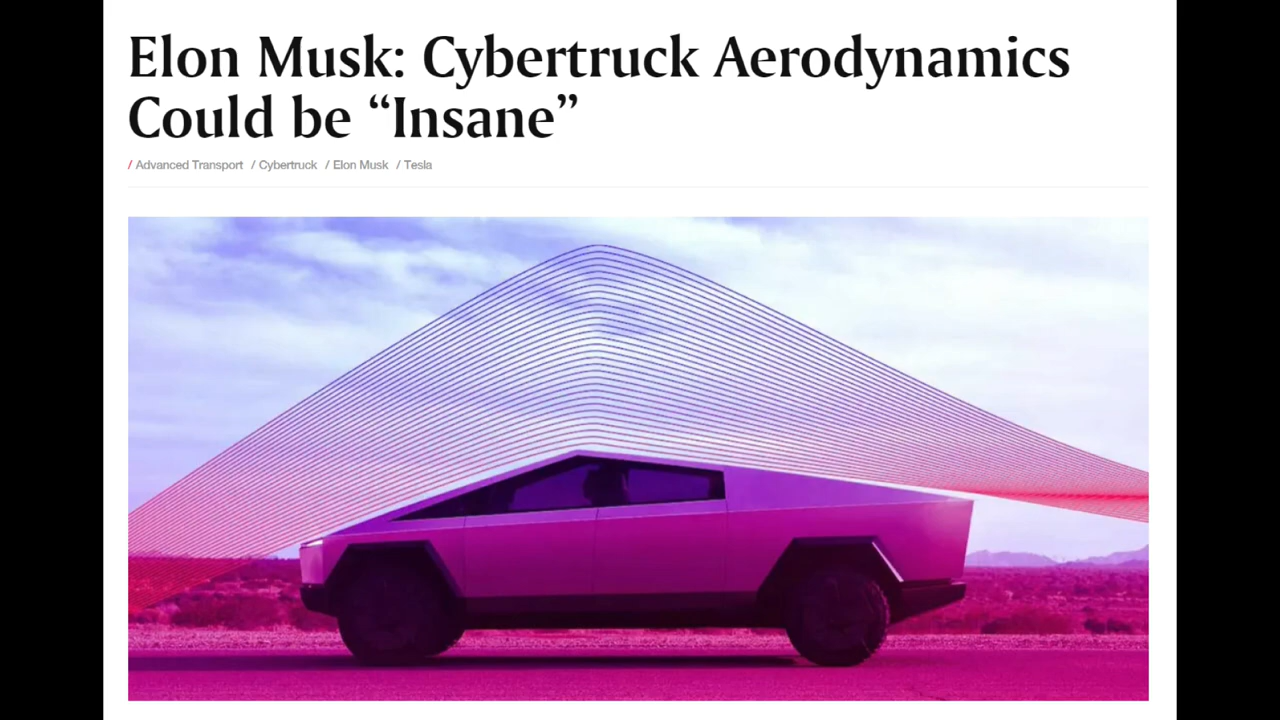 Elon Musk: Cybertruck Aerodynamics
Could be “Insane”
/ Advanced Transport / Cybertruck / Elon Musk / Tesla